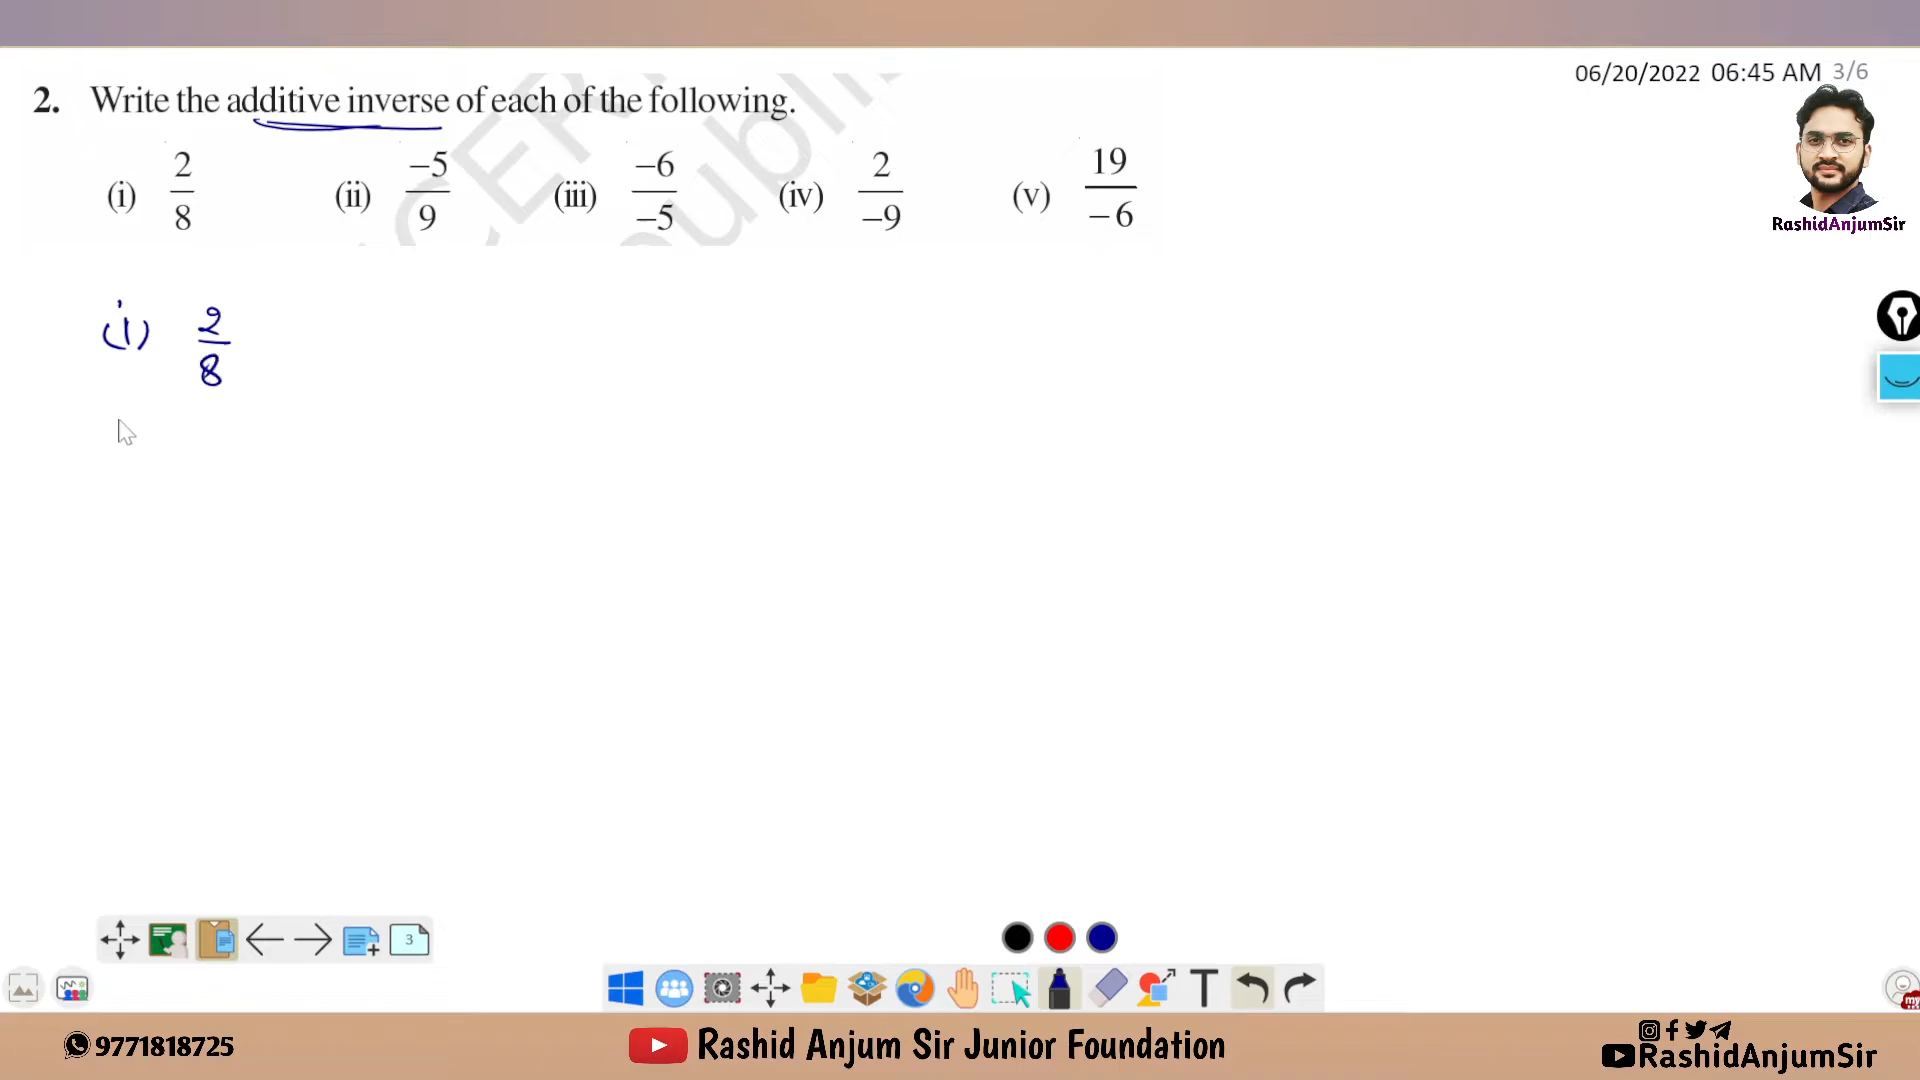 06/20/2022 06:45 AM 3/6
2. Write the additive inverse of each of the following.
(i) 2/8 (ii) −5/9 (iii) −6/−5 (iv) 2/−9 (v) 19/−6
RashidAnjumSir
(i) 2/8
3
T
9771818725
Rashid Anjum Sir Junior Foundation
RashidAnjumSir